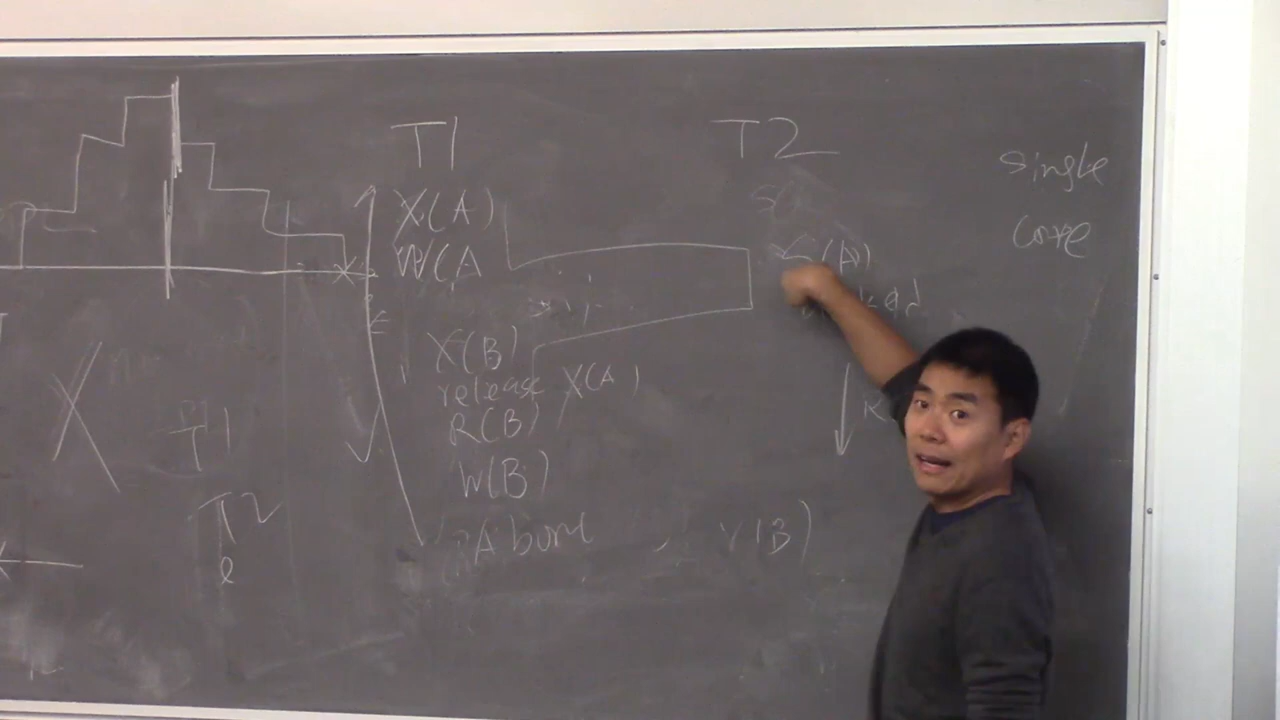 T1
X(A)
W(A
X(B)
release X(A)
R(B)
W(B)
Abort
T2
S(
(A)
(B)
single
core
T1
T2